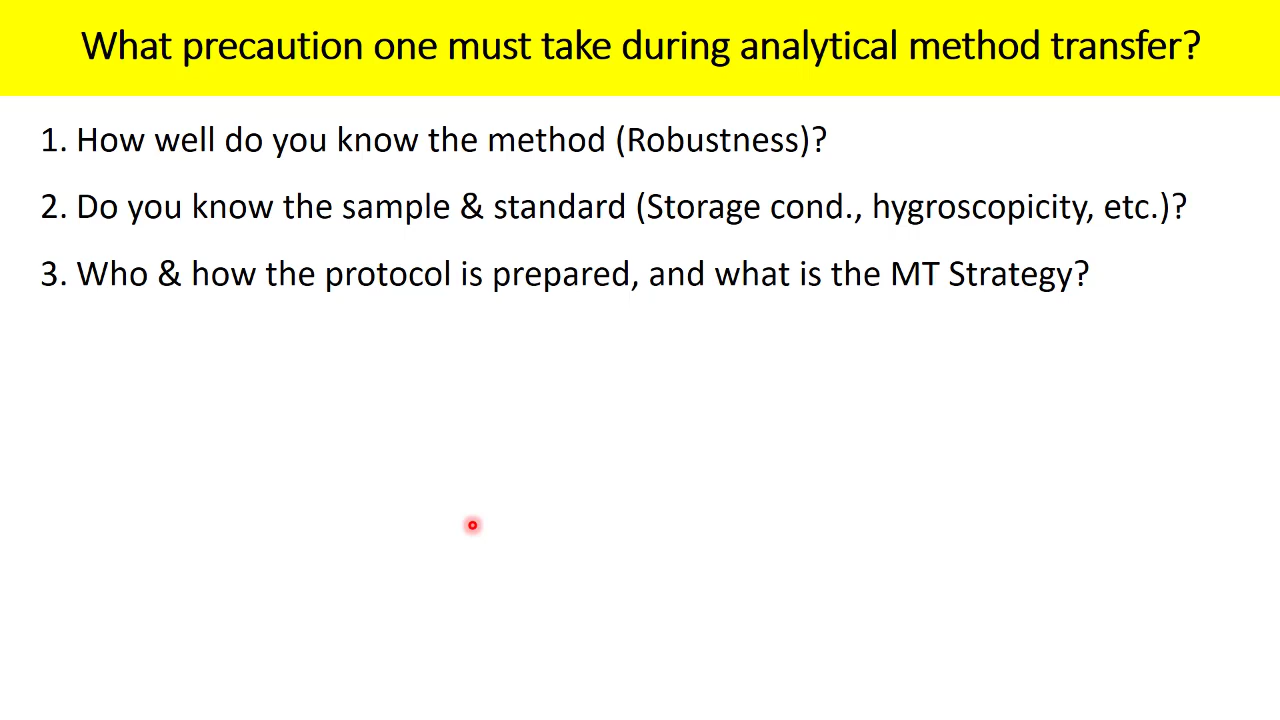 What precaution one must take during analytical method transfer?
1. How well do you know the method (Robustness)?
2. Do you know the sample & standard (Storage cond., hygroscopicity, etc.)?
3. Who & how the protocol is prepared, and what is the MT Strategy?